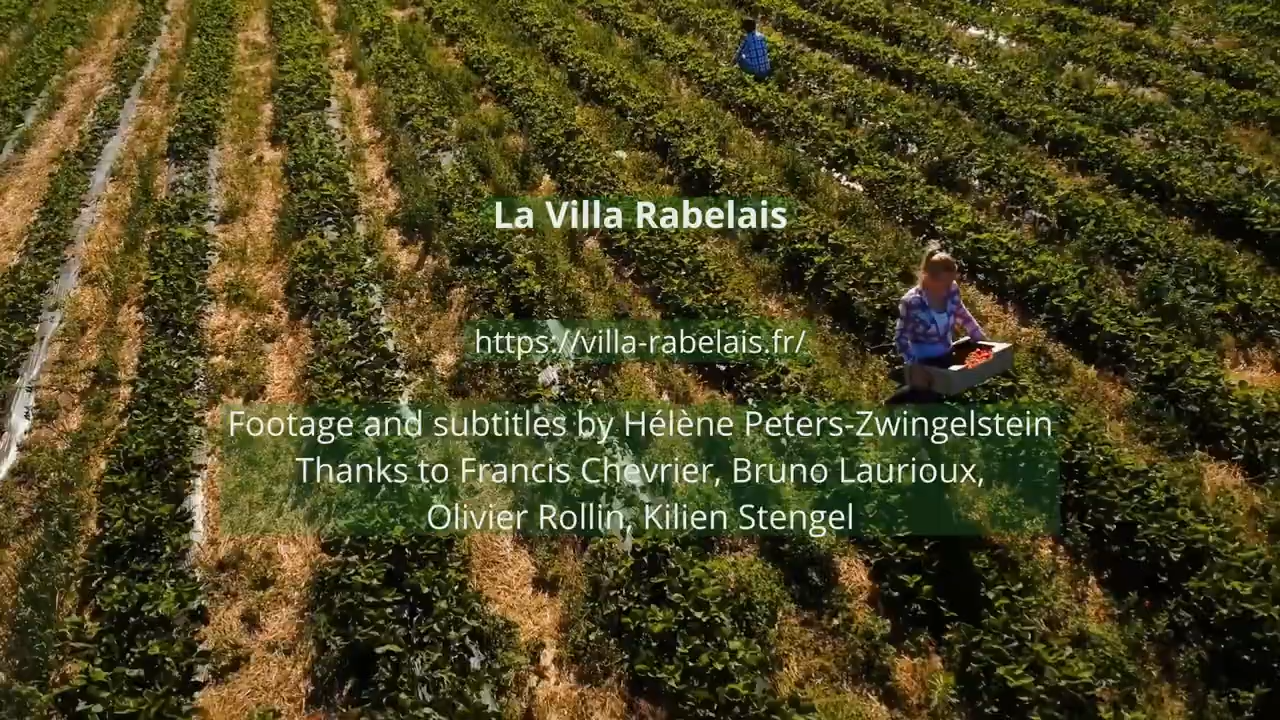 La Villa Rabelais
https://villa-rabelais.fr/
Footage and subtitles by Hélène Peters-Zwingelstein
Thanks to Francis Chevrier, Bruno Laurioux,
Olivier Rollin, Kilien Stengel